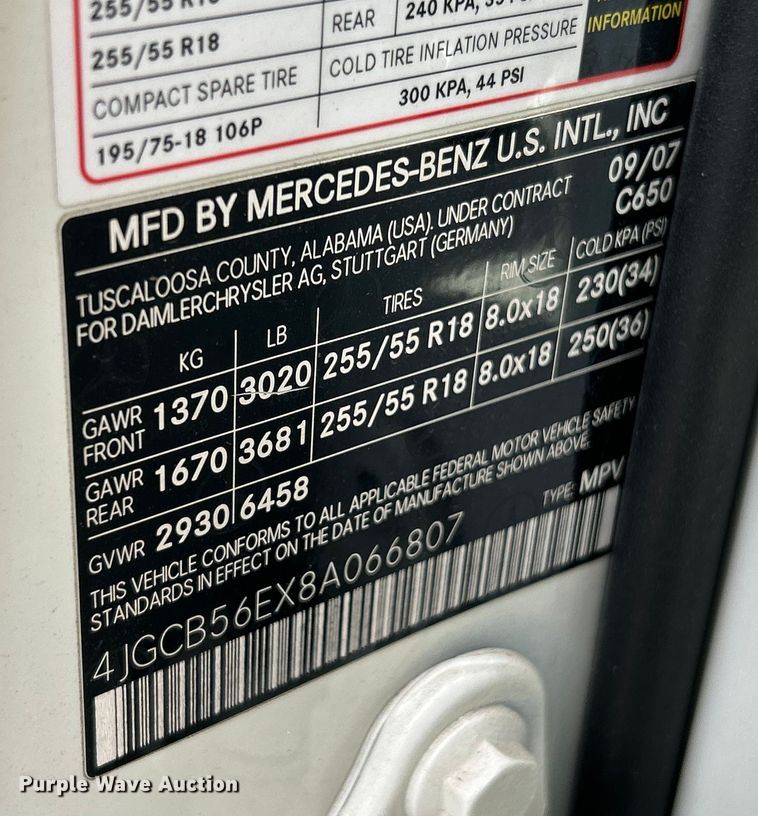 255/55 R18
REAR
240 KPA, 35
INFORMATION
255/55 R18
COLD TIRE INFLATION PRESSURE
COMPACT SPARE TIRE
300 KPA, 44 PSI
195/75-18 106P
MFD BY MERCEDES-BENZ U.S. INTL., INC
TUSCALOOSA COUNTY, ALABAMA (USA). UNDER CONTRACT 09/07
FOR DAIMLERCHRYSLER AG, STUTTGART (GERMANY) C650
KG LB TIRES RIM SIZE COLD KPA (PSI)
GAWR FRONT 1370 3020 255/55 R18 8.0x18 230(34)
GAWR REAR 1670 3681 255/55 R18 8.0x18 250(36)
GVWR 2930 6458
THIS VEHICLE CONFORMS TO ALL APPLICABLE FEDERAL MOTOR VEHICLE SAFETY
STANDARDS IN EFFECT ON THE DATE OF MANUFACTURE SHOWN ABOVE.
4JGCB56EX8A066807 TYPE: MPV
Purple Wave Auction